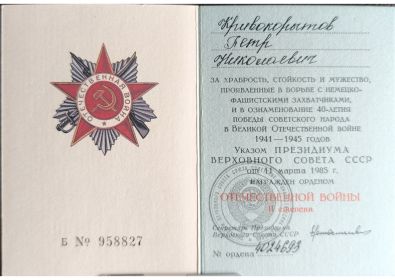 ОТЕЧЕСТВЕННАЯ ВОЙНА
Б № 958827
Кривокорытов
Петр
Николаевич
ЗА ХРАБРОСТЬ, СТОЙКОСТЬ И МУЖЕСТВО,
ПРОЯВЛЕННЫЕ В БОРЬБЕ С НЕМЕЦКО-
ФАШИСТСКИМИ ЗАХВАТЧИКАМИ,
И В ОЗНАМЕНОВАНИЕ 40-ЛЕТИЯ
ПОБЕДЫ СОВЕТСКОГО НАРОДА
В ВЕЛИКОЙ ОТЕЧЕСТВЕННОЙ ВОЙНЕ
1941—1945 ГОДОВ
УКАЗОМ ПРЕЗИДИУМА
ВЕРХОВНОГО СОВЕТА СССР
ОТ 11 МАРТА 1985 г.
НАГРАЖДЕН ОРДЕНОМ
ОТЕЧЕСТВЕННОЙ ВОЙНЫ
II СТЕПЕНИ
Секретарь Президиума
Верховного Совета СССР
№ ордена 4024693